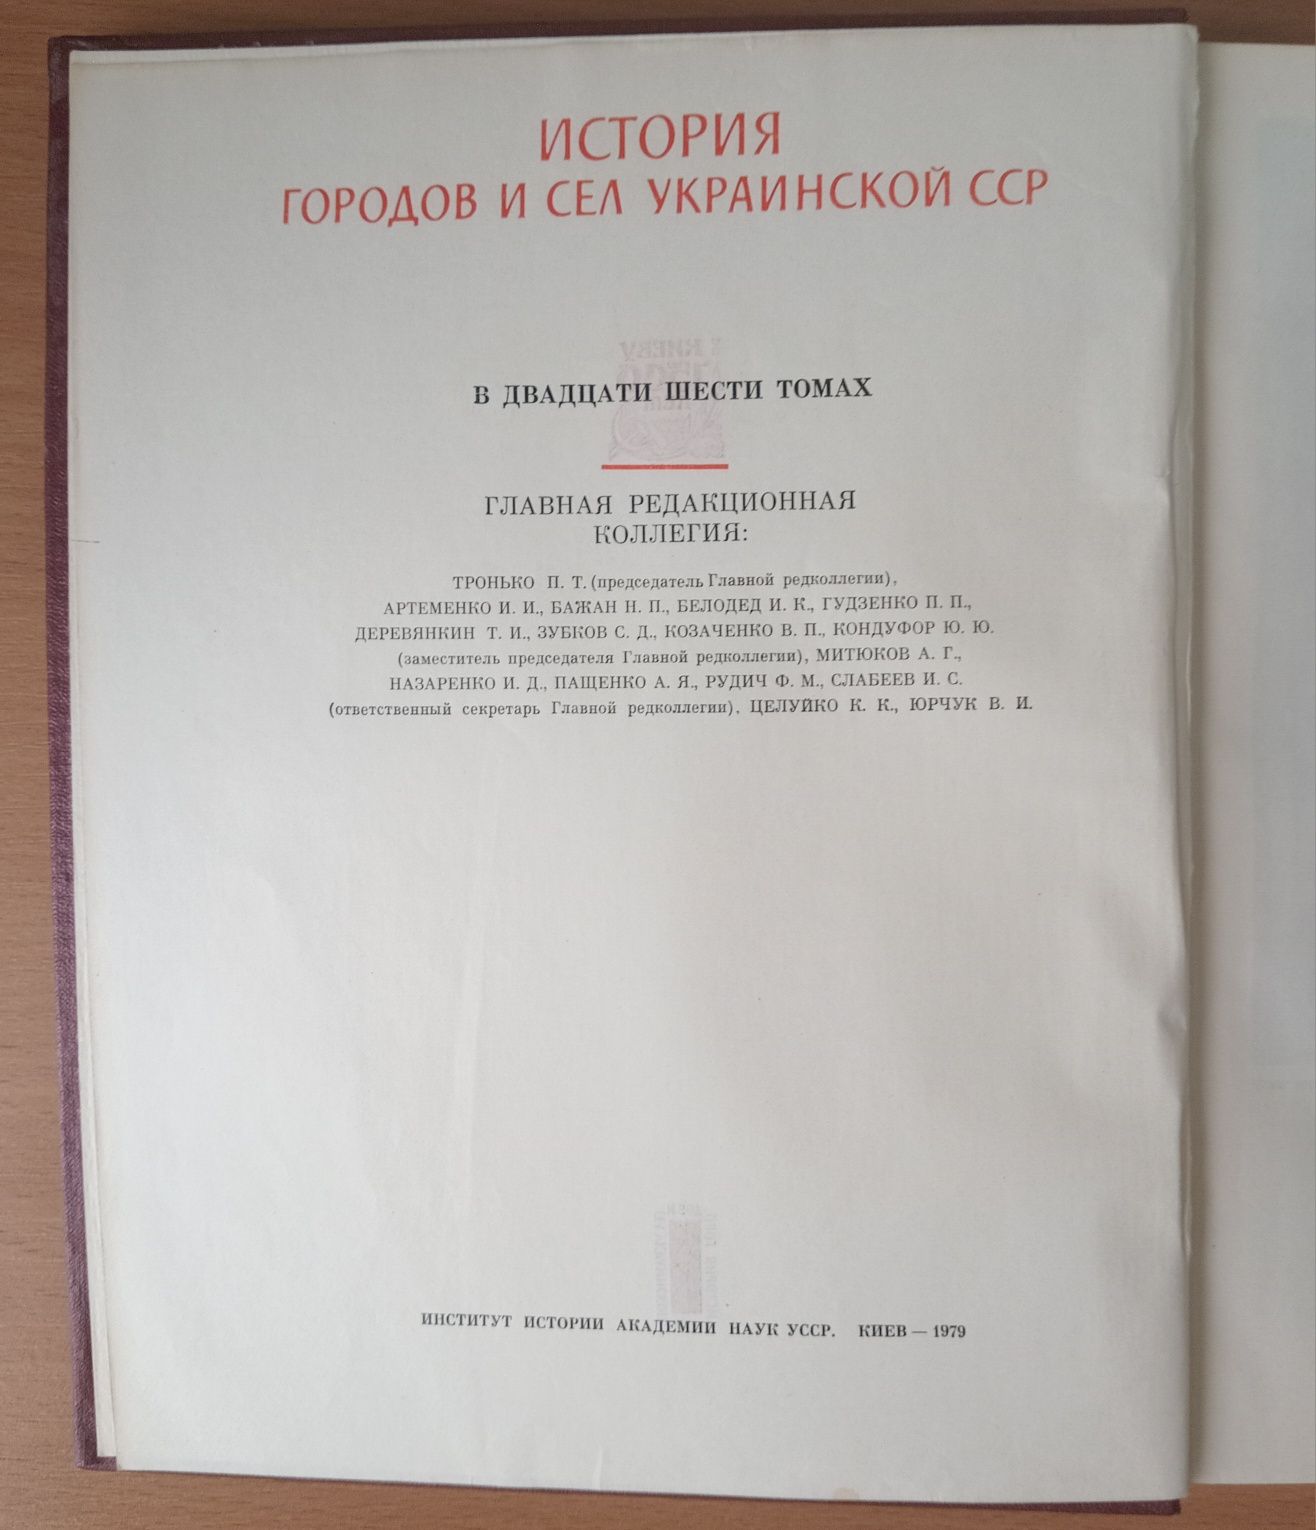 ИСТОРИЯ
ГОРОДОВ И СЕЛ УКРАИНСКОЙ ССР
В ДВАДЦАТИ ШЕСТИ ТОМАХ
ГЛАВНАЯ РЕДАКЦИОННАЯ
КОЛЛЕГИЯ:
ТРОНЬКО П. Т. (председатель Главной редколлегии),
АРТЕМЕНКО И. И., БАЖАН Н. П., БЕЛОДЕД И. К., ГУДЗЕНКО П. П.,
ДЕРЕВЯНКИН Т. И., ЗУБКОВ С. Д., КОЗАЧЕНКО В. П., КОНДУФОР Ю. Ю.
(заместитель председателя Главной редколлегии), МИТЮКОВ А. Г.,
НАЗАРЕНКО И. Д., ПАЩЕНКО А. Я., РУДИЧ Ф. М., СЛАБЕЕВ И. С.
(ответственный секретарь Главной редколлегии), ЦЕЛУЙКО К. К., ЮРЧУК В. И.
ИНСТИТУТ ИСТОРИИ АКАДЕМИИ НАУК УССР. КИЕВ — 1979